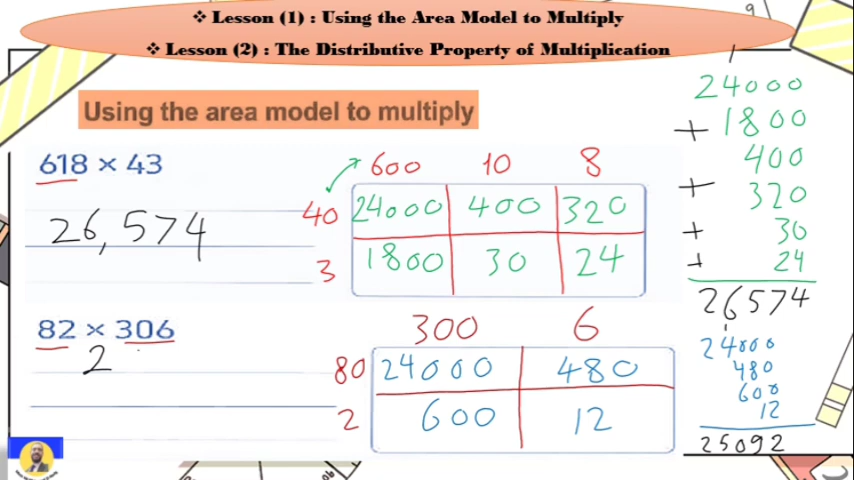 ❖ Lesson (1) : Using the Area Model to Multiply
❖ Lesson (2) : The Distributive Property of Multiplication
Using the area model to multiply
618 × 43
26,574
600 10 8
40 24000 400 320
3 1800 30 24
1
24000
+ 1800
400
+ 320
+ 30
+ 24
26574
82 × 306
2
300 6
80 24000 480
2 600 12
1
24000
480
600
12
25092